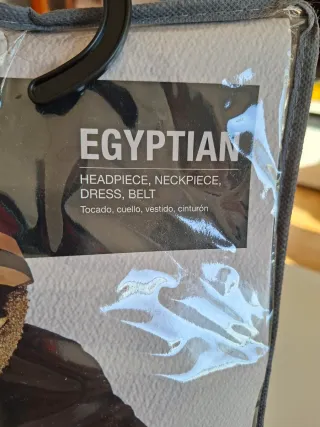 EGYPTIAN
HEADPIECE, NECKPIECE,
DRESS, BELT
Tocado, cuello, vestido, cinturón